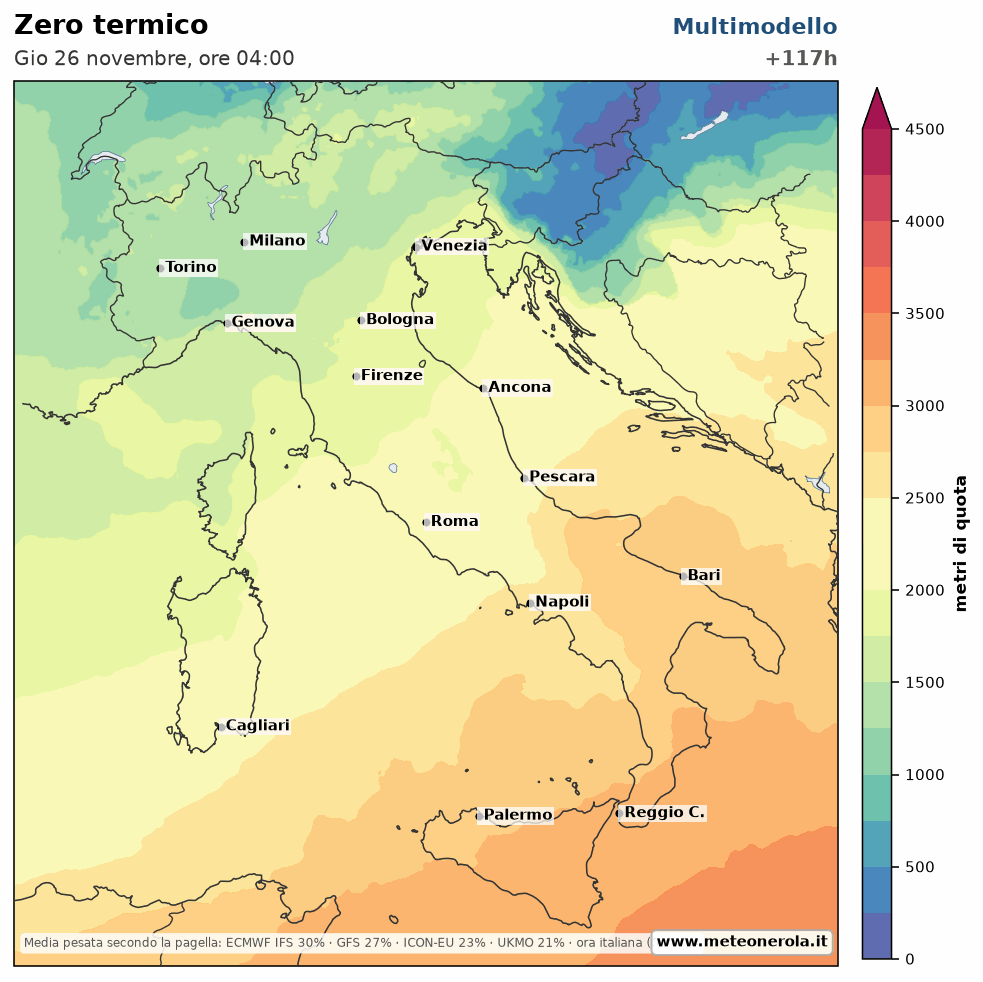 Zero termico
Multimodello
Gio 26 novembre, ore 04:00
+117h
4500
4000
3500
3000
2500
2000
1500
1000
500
0
metri di quota
Milano
Venezia
Torino
Genova
Bologna
Firenze
Ancona
Pescara
Roma
Bari
Napoli
Cagliari
Palermo
Reggio C.
Media pesata secondo la pagella: ECMWF IFS 30% · GFS 27% · ICON-EU 23% · UKMO 21% · ora italiana (
www.meteonerola.it